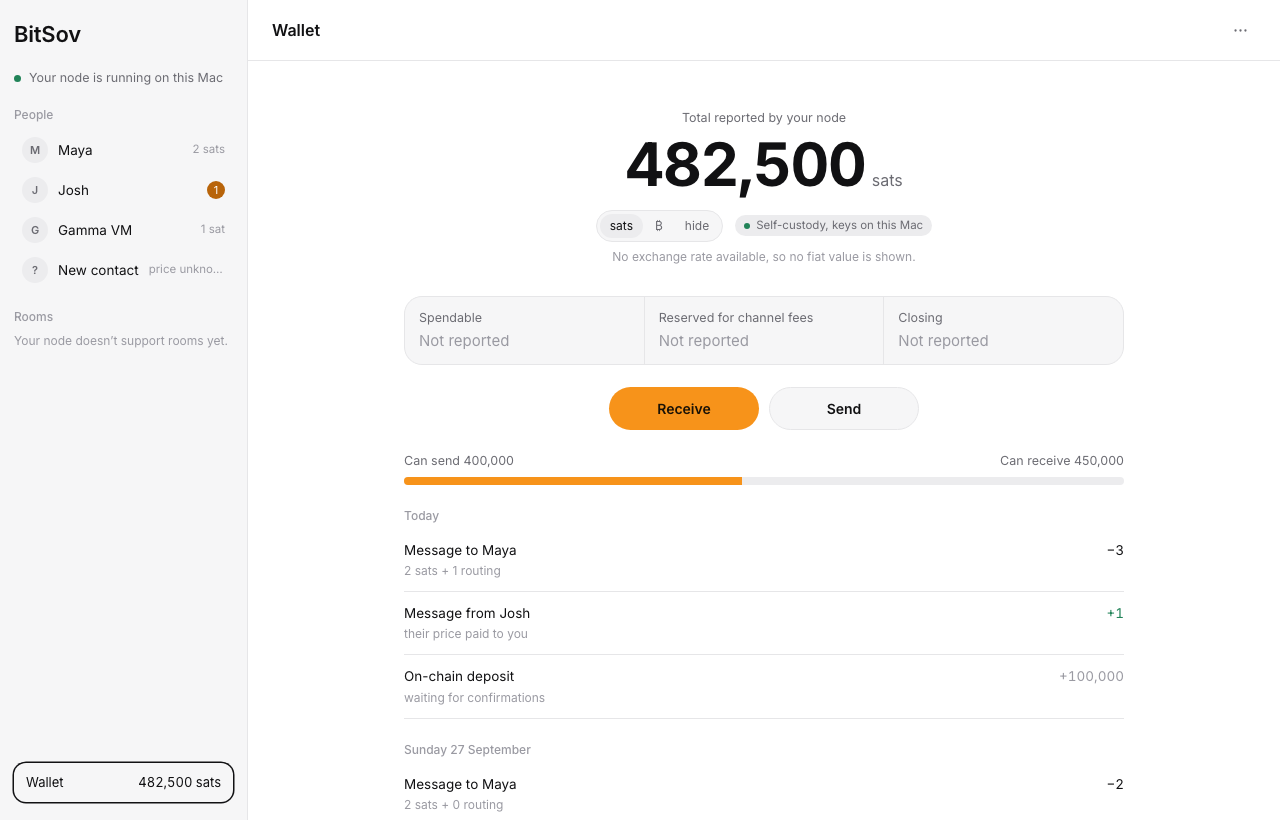 BitSov
Your node is running on this Mac
People
M Maya 2 sats
J Josh 1
G Gamma VM 1 sat
? New contact price unkno...
Rooms
Your node doesn't support rooms yet.
Wallet 482,500 sats
Wallet
Total reported by your node
482,500 sats
sats ₿ hide
Self-custody, keys on this Mac
No exchange rate available, so no fiat value is shown.
Spendable
Not reported
Reserved for channel fees
Not reported
Closing
Not reported
Receive
Send
Can send 400,000
Can receive 450,000
Today
Message to Maya −3
2 sats + 1 routing
Message from Josh +1
their price paid to you
On-chain deposit +100,000
waiting for confirmations
Sunday 27 September
Message to Maya −2
2 sats + 0 routing